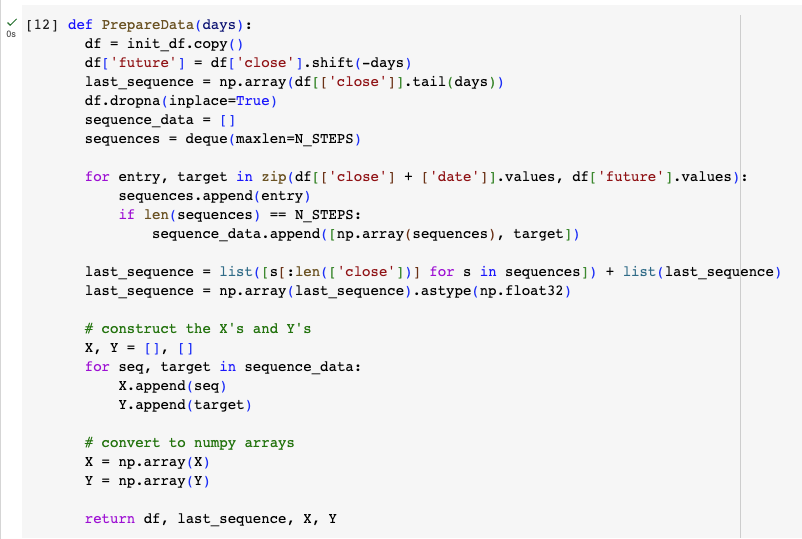 [12] def PrepareData(days):
0s
df = init_df.copy()
df['future'] = df['close'].shift(-days)
last_sequence = np.array(df[['close']].tail(days))
df.dropna(inplace=True)
sequence_data = []
sequences = deque(maxlen=N_STEPS)
for entry, target in zip(df[['close'] + ['date']].values, df['future'].values):
sequences.append(entry)
if len(sequences) == N_STEPS:
sequence_data.append([np.array(sequences), target])
last_sequence = list([s[:len(['close'])] for s in sequences]) + list(last_sequence)
last_sequence = np.array(last_sequence).astype(np.float32)
# construct the X's and Y's
X, Y = [], []
for seq, target in sequence_data:
X.append(seq)
Y.append(target)
# convert to numpy arrays
X = np.array(X)
Y = np.array(Y)
return df, last_sequence, X, Y